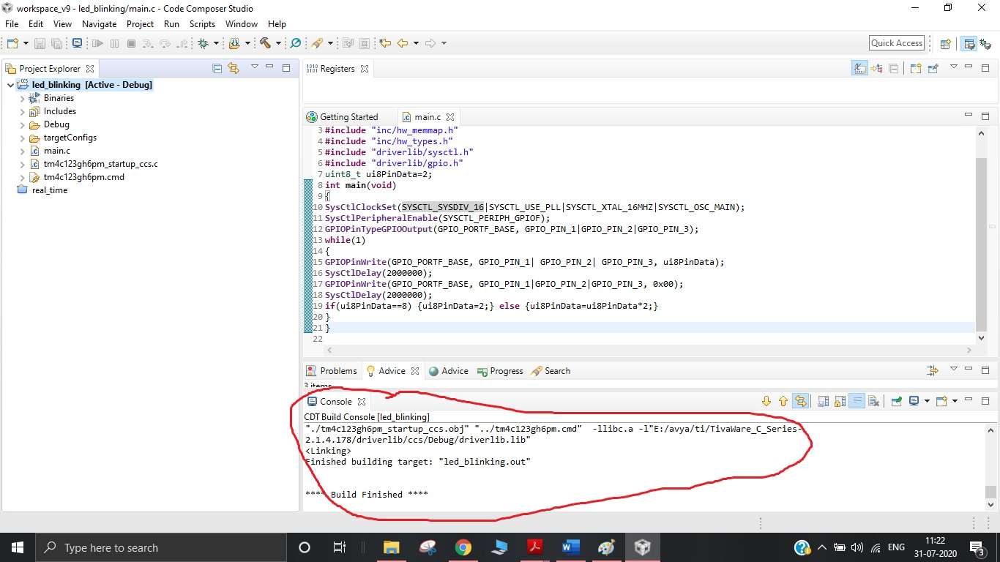 workspace_v9 - led_blinking/main.c - Code Composer Studio
File Edit View Navigate Project Run Scripts Window Help
Quick Access
Project Explorer
led_blinking [Active - Debug]
Binaries
Includes
Debug
targetConfigs
main.c
tm4c123gh6pm_startup_ccs.c
tm4c123gh6pm.cmd
real_time
Registers
Getting Started main.c
3 #include "inc/hw_memmap.h"
4 #include "inc/hw_types.h"
5 #include "driverlib/sysctl.h"
6 #include "driverlib/gpio.h"
7 uint8_t ui8PinData=2;
8 int main(void)
9 {
10 SysCtlClockSet(SYSCTL_SYSDIV_16|SYSCTL_USE_PLL|SYSCTL_XTAL_16MHZ|SYSCTL_OSC_MAIN);
11 SysCtlPeripheralEnable(SYSCTL_PERIPH_GPIOF);
12 GPIOPinTypeGPIOOutput(GPIO_PORTF_BASE, GPIO_PIN_1|GPIO_PIN_2|GPIO_PIN_3);
13 while(1)
14 {
15 GPIOPinWrite(GPIO_PORTF_BASE, GPIO_PIN_1| GPIO_PIN_2| GPIO_PIN_3, ui8PinData);
16 SysCtlDelay(2000000);
17 GPIOPinWrite(GPIO_PORTF_BASE, GPIO_PIN_1|GPIO_PIN_2|GPIO_PIN_3, 0x00);
18 SysCtlDelay(2000000);
19 if(ui8PinData==8) {ui8PinData=2;} else {ui8PinData=ui8PinData*2;}
20 }
21 }
22
Problems Advice Advice Progress Search
3 items
Console
CDT Build Console [led_blinking]
"./tm4c123gh6pm_startup_ccs.obj" "../tm4c123gh6pm.cmd" -llibc.a -l"E:/avya/ti/TivaWare_C_Series-
2.1.4.178/driverlib/ccs/Debug/driverlib.lib"
<Linking>
Finished building target: "led_blinking.out"
**** Build Finished ****
Type here to search
ENG
11:22
31-07-2020
3